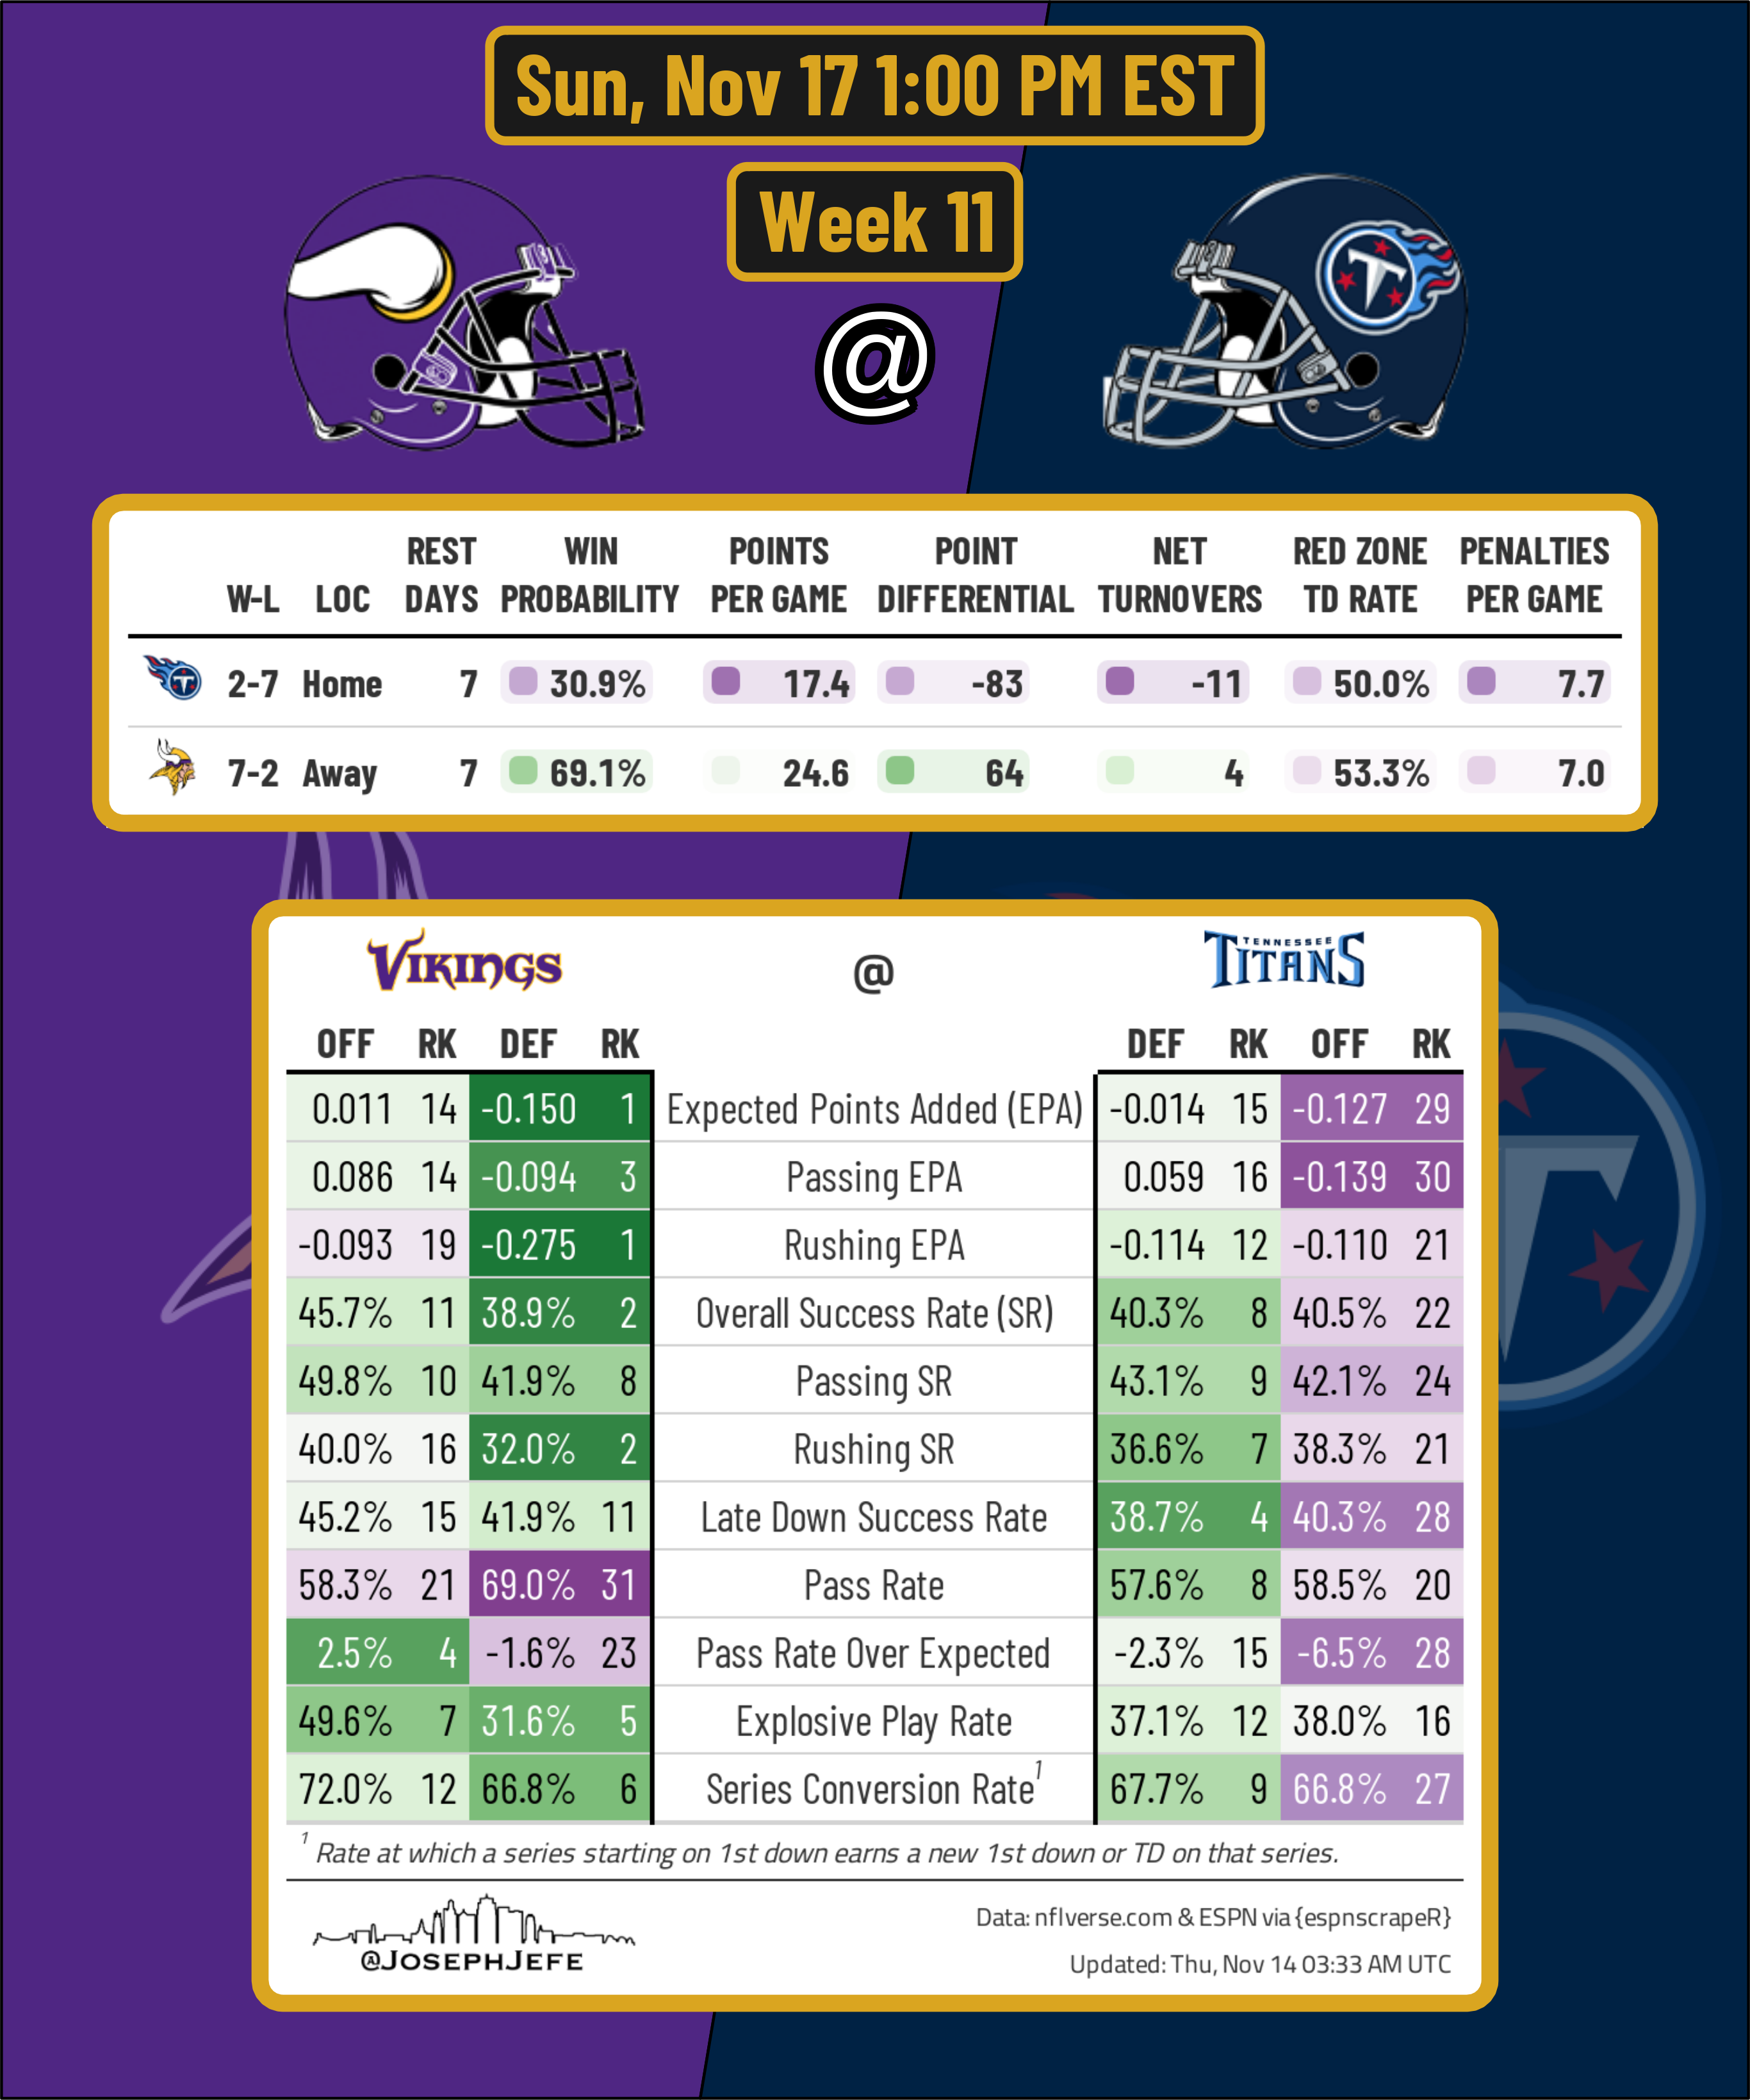 Sun, Nov 17 1:00 PM EST
Week 11
@
W-L LOC REST DAYS WIN PROBABILITY POINTS PER GAME POINT DIFFERENTIAL NET TURNOVERS RED ZONE TD RATE PENALTIES PER GAME
2-7 Home 7 30.9% 17.4 -83 -11 50.0% 7.7
7-2 Away 7 69.1% 24.6 64 4 53.3% 7.0
VIKINGS @ TENNESSEE TITANS
OFF RK DEF RK DEF RK OFF RK
0.011 14 -0.150 1 Expected Points Added (EPA) -0.014 15 -0.127 29
0.086 14 -0.094 3 Passing EPA 0.059 16 -0.139 30
-0.093 19 -0.275 1 Rushing EPA -0.114 12 -0.110 21
45.7% 11 38.9% 2 Overall Success Rate (SR) 40.3% 8 40.5% 22
49.8% 10 41.9% 8 Passing SR 43.1% 9 42.1% 24
40.0% 16 32.0% 2 Rushing SR 36.6% 7 38.3% 21
45.2% 15 41.9% 11 Late Down Success Rate 38.7% 4 40.3% 28
58.3% 21 69.0% 31 Pass Rate 57.6% 8 58.5% 20
2.5% 4 -1.6% 23 Pass Rate Over Expected -2.3% 15 -6.5% 28
49.6% 7 31.6% 5 Explosive Play Rate 37.1% 12 38.0% 16
72.0% 12 66.8% 6 Series Conversion Rate¹ 67.7% 9 66.8% 27
¹ Rate at which a series starting on 1st down earns a new 1st down or TD on that series.
@JOSEPHJEFE
Data: nflverse.com & ESPN via {espnscrapeR}
Updated: Thu, Nov 14 03:33 AM UTC